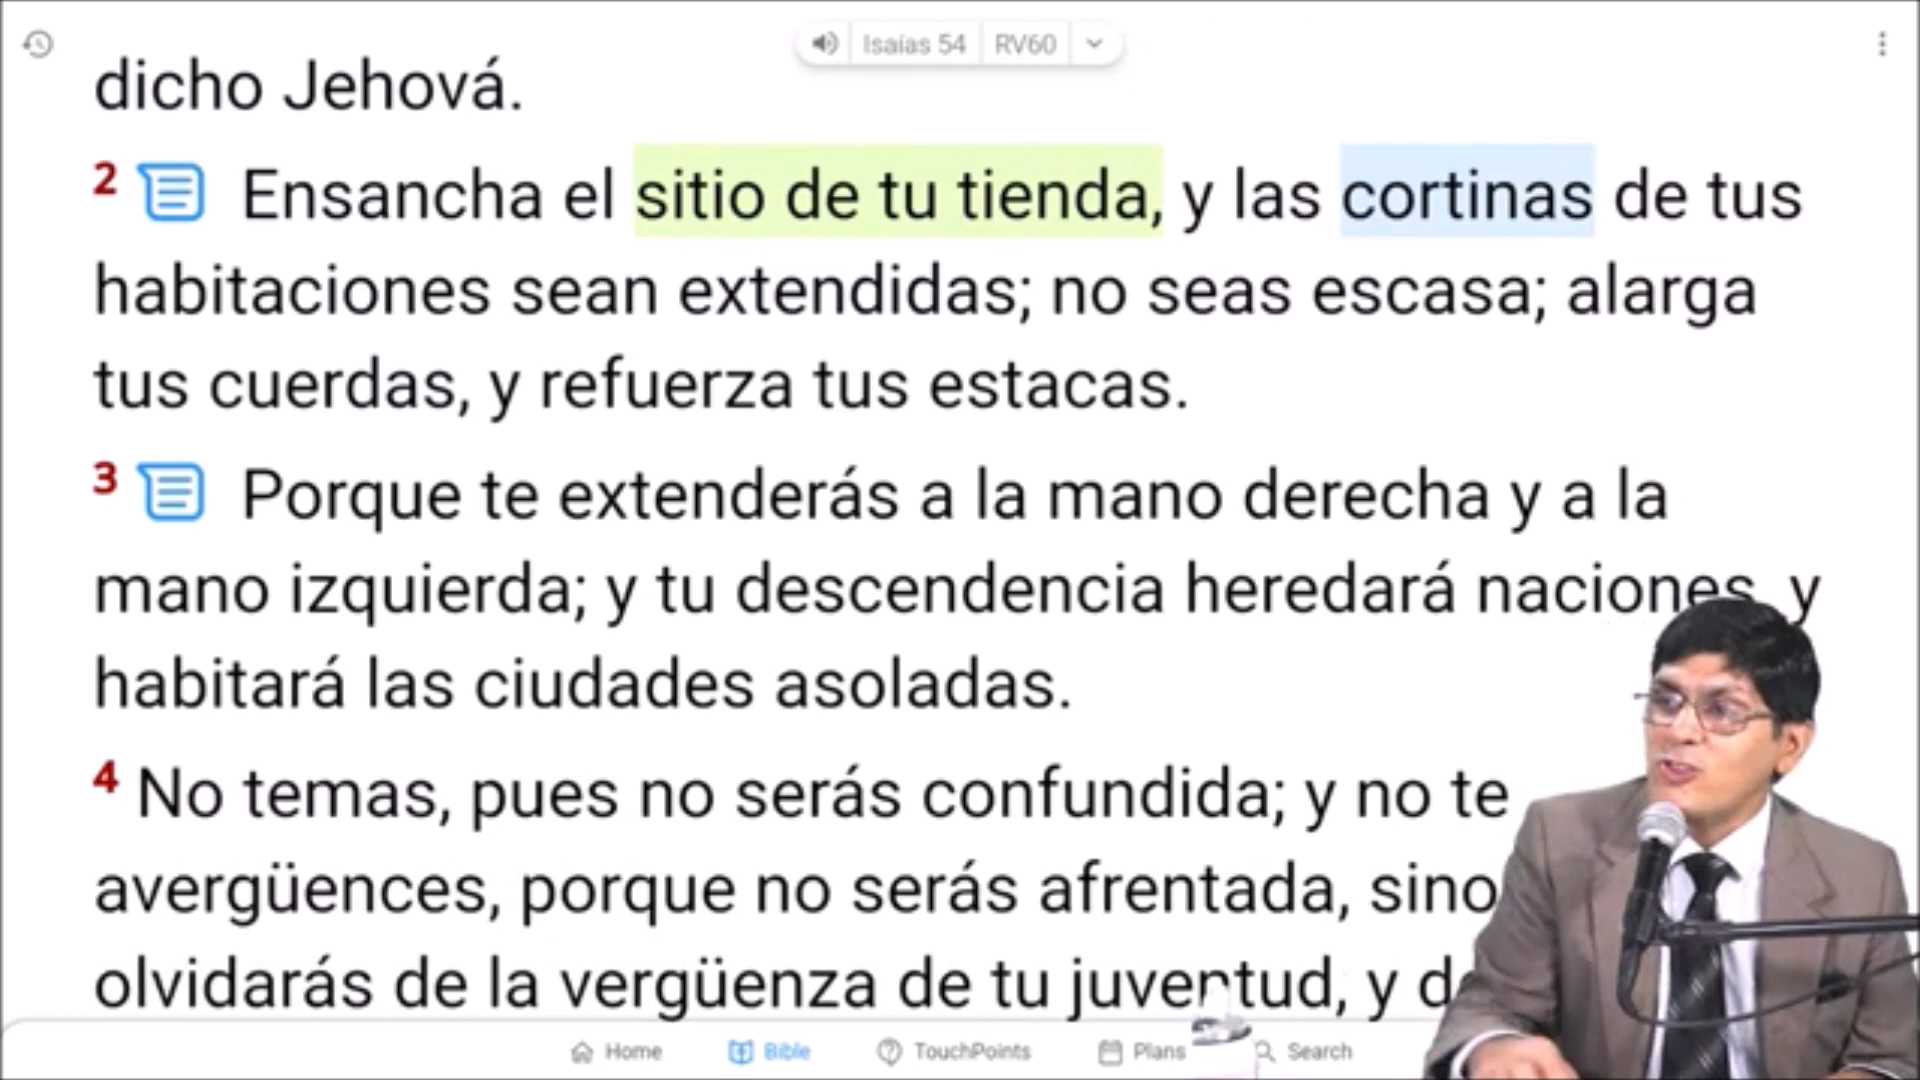 Isaías 54 RV60
dicho Jehová.
2 Ensancha el sitio de tu tienda, y las cortinas de tus
habitaciones sean extendidas; no seas escasa; alarga
tus cuerdas, y refuerza tus estacas.
3 Porque te extenderás a la mano derecha y a la
mano izquierda; y tu descendencia heredará naciones, y
habitará las ciudades asoladas.
4 No temas, pues no serás confundida; y no te
avergüences, porque no serás afrentada, sino
olvidarás de la vergüenza de tu juventud, y
Home Bible TouchPoints Plans Search